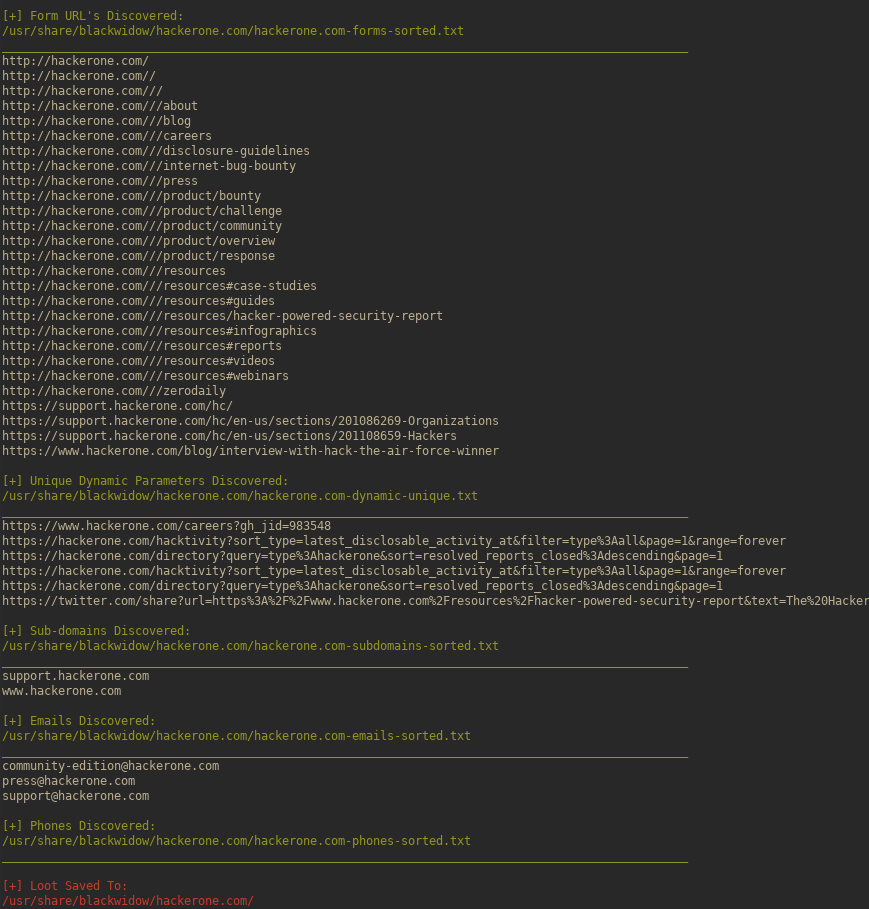 [+] Form URL's Discovered:
/usr/share/blackwidow/hackerone.com/hackerone.com-forms-sorted.txt
http://hackerone.com/
http://hackerone.com//
http://hackerone.com///
http://hackerone.com///about
http://hackerone.com///blog
http://hackerone.com///careers
http://hackerone.com///disclosure-guidelines
http://hackerone.com///internet-bug-bounty
http://hackerone.com///press
http://hackerone.com///product/bounty
http://hackerone.com///product/challenge
http://hackerone.com///product/community
http://hackerone.com///product/overview
http://hackerone.com///product/response
http://hackerone.com///resources
http://hackerone.com///resources#case-studies
http://hackerone.com///resources#guides
http://hackerone.com///resources/hacker-powered-security-report
http://hackerone.com///resources#infographics
http://hackerone.com///resources#reports
http://hackerone.com///resources#videos
http://hackerone.com///resources#webinars
http://hackerone.com///zerodaily
https://support.hackerone.com/hc/
https://support.hackerone.com/hc/en-us/sections/201086269-Organizations
https://support.hackerone.com/hc/en-us/sections/201108659-Hackers
https://www.hackerone.com/blog/interview-with-hack-the-air-force-winner
[+] Unique Dynamic Parameters Discovered:
/usr/share/blackwidow/hackerone.com/hackerone.com-dynamic-unique.txt
https://www.hackerone.com/careers?gh_jid=983548
https://hackerone.com/hacktivity?sort_type=latest_disclosable_activity_at&filter=type%3Aall&page=1&range=forever
https://hackerone.com/directory?query=type%3Ahackerone&sort=resolved_reports_closed%3Adescending&page=1
https://hackerone.com/hacktivity?sort_type=latest_disclosable_activity_at&filter=type%3Aall&page=1&range=forever
https://hackerone.com/directory?query=type%3Ahackerone&sort=resolved_reports_closed%3Adescending&page=1
https://twitter.com/share?url=https%3A%2F%2Fwww.hackerone.com%2Fresources%2Fhacker-powered-security-report&text=The%20Hacker
[+] Sub-domains Discovered:
/usr/share/blackwidow/hackerone.com/hackerone.com-subdomains-sorted.txt
support.hackerone.com
www.hackerone.com
[+] Emails Discovered:
/usr/share/blackwidow/hackerone.com/hackerone.com-emails-sorted.txt
community-edition@hackerone.com
press@hackerone.com
support@hackerone.com
[+] Phones Discovered:
/usr/share/blackwidow/hackerone.com/hackerone.com-phones-sorted.txt
[+] Loot Saved To:
/usr/share/blackwidow/hackerone.com/